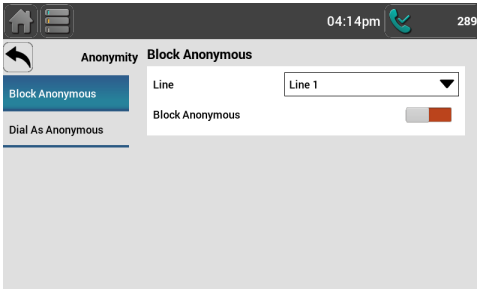 04:14pm 289
Anonymity
Block Anonymous
Block Anonymous
Dial As Anonymous
Line Line 1
Block Anonymous